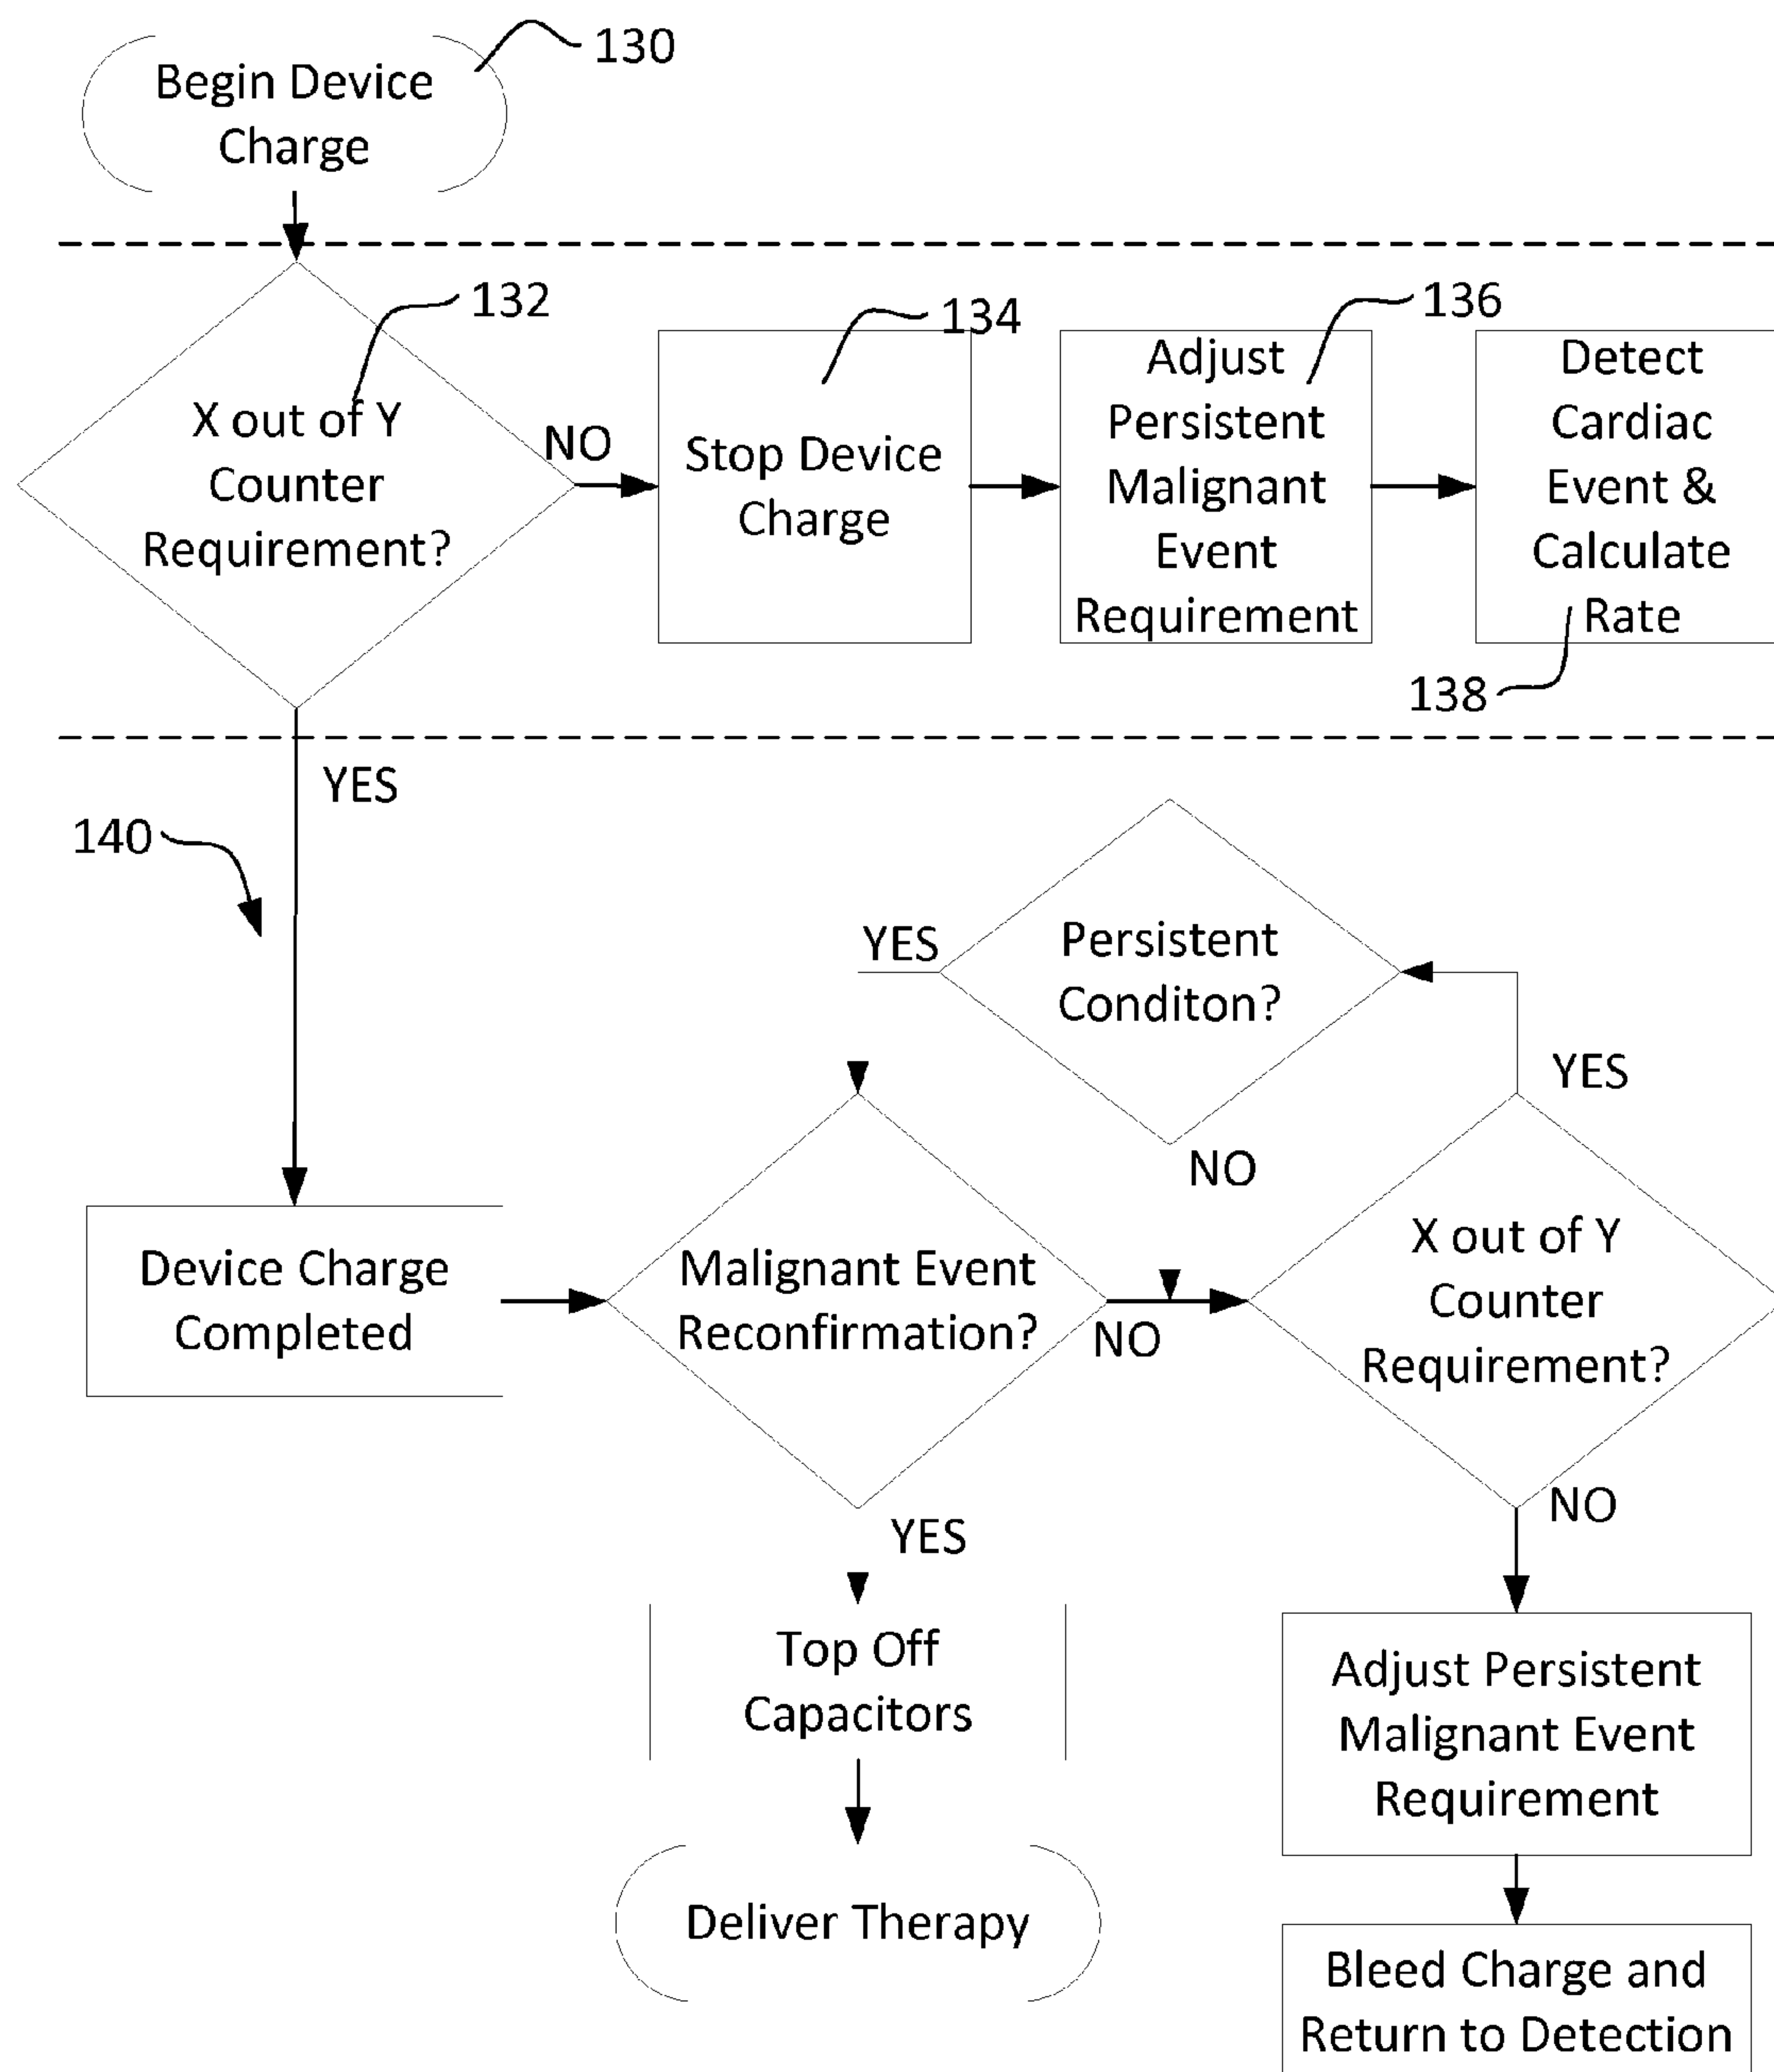 Begin Device
Charge
130
132
X out of Y
Counter
Requirement?
NO
134
Stop Device
Charge
136
Adjust
Persistent
Malignant
Event
Requirement
Detect
Cardiac
Event &
Calculate
Rate
138
YES
140
Persistent
Conditon?
YES
NO
YES
Device Charge
Completed
Malignant Event
Reconfirmation?
NO
X out of Y
Counter
Requirement?
YES
NO
Top Off
Capacitors
Adjust Persistent
Malignant Event
Requirement
Deliver Therapy
Bleed Charge and
Return to Detection